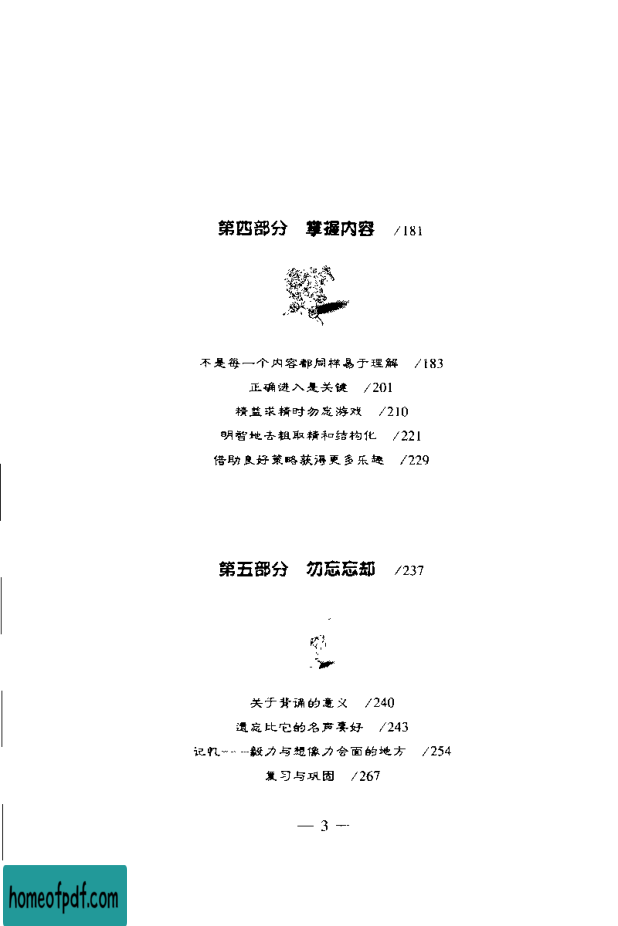 第四部分 掌握内容 /181
不是每一个内容都同样易于理解 /183
正确进入是关键 /201
精益求精时勿忘游戏 /210
明智地去粗取精和结构化 /221
借助良好策略获得更多乐趣 /229
第五部分 勿忘忘却 /237
关于背诵的意义 /240
遗忘比它的名声要好 /243
记忆----毅力与想像力会面的地方 /254
复习与巩固 /267
— 3 —
homeofpdf.com